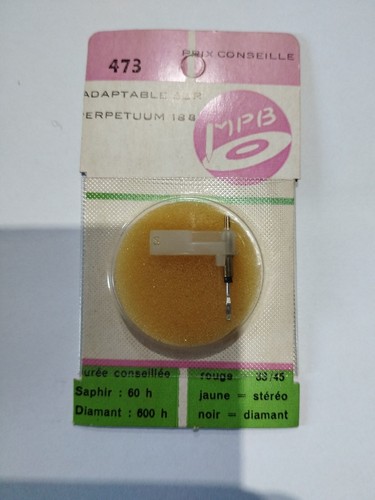 473
PRIX CONSEILLE
ADAPTABLE SUR
PERPETUUM 188
MPB
durée conseillée
Saphir : 60 h
Diamant : 600 h
rouge 33/45
jaune = stéréo
noir = diamant